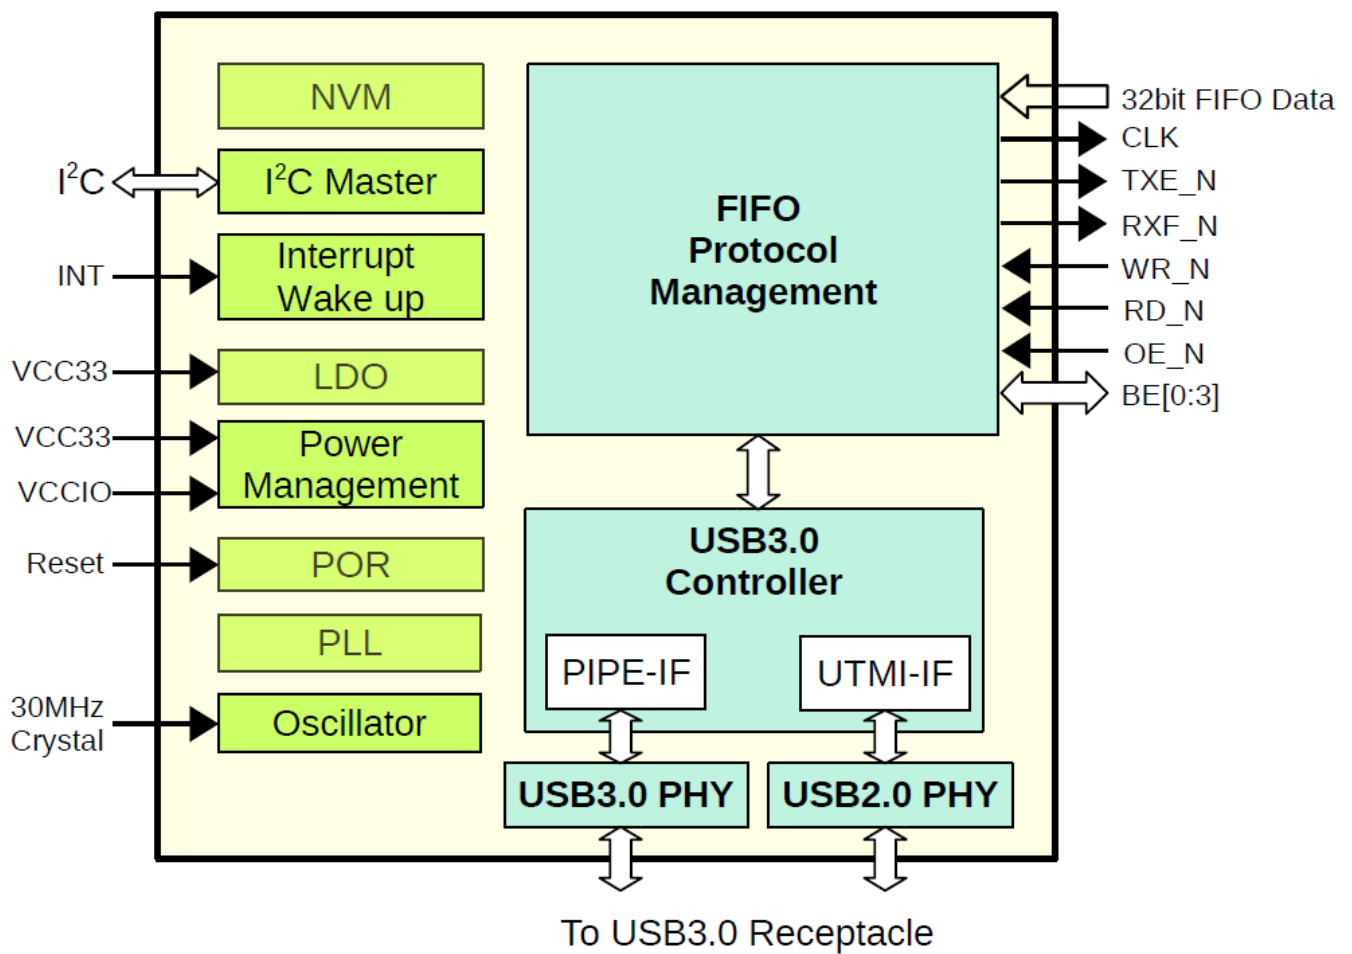 NVM
I²C
I²C Master
INT
Interrupt
Wake up
VCC33
LDO
VCC33
VCCIO
Power
Management
Reset
POR
PLL
30MHz
Crystal
Oscillator
FIFO
Protocol
Management
32bit FIFO Data
CLK
TXE_N
RXF_N
WR_N
RD_N
OE_N
BE[0:3]
USB3.0
Controller
PIPE-IF
UTMI-IF
USB3.0 PHY
USB2.0 PHY
To USB3.0 Receptacle